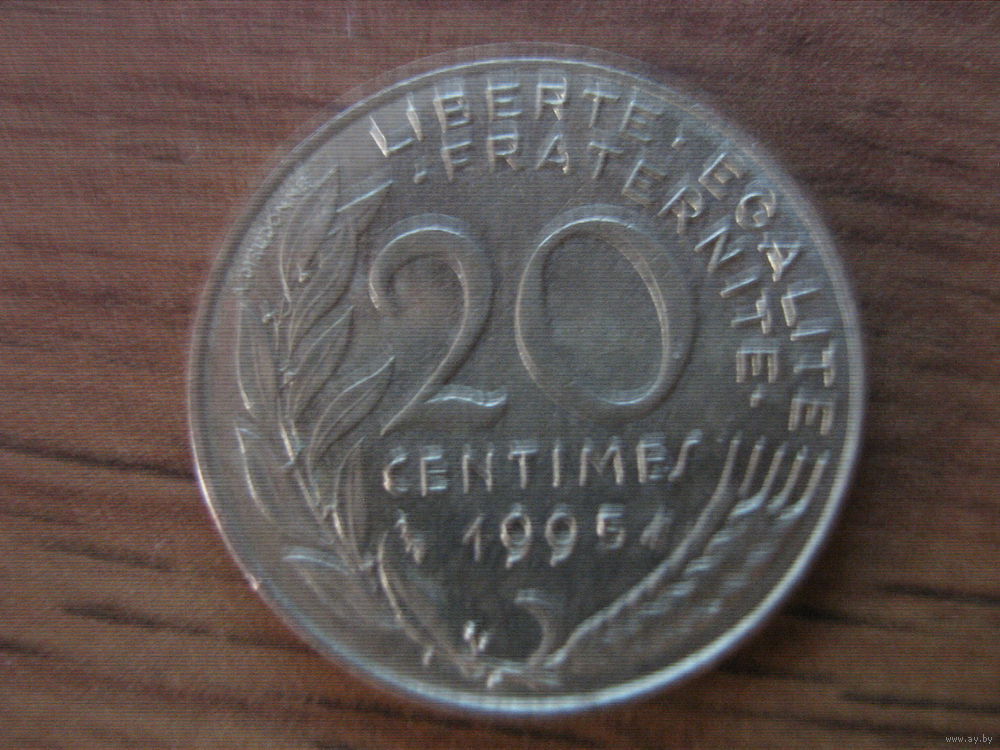 LIBERTE·EGALITE
·FRATERNITE·
20
CENTIMES
1995
www.ay.by